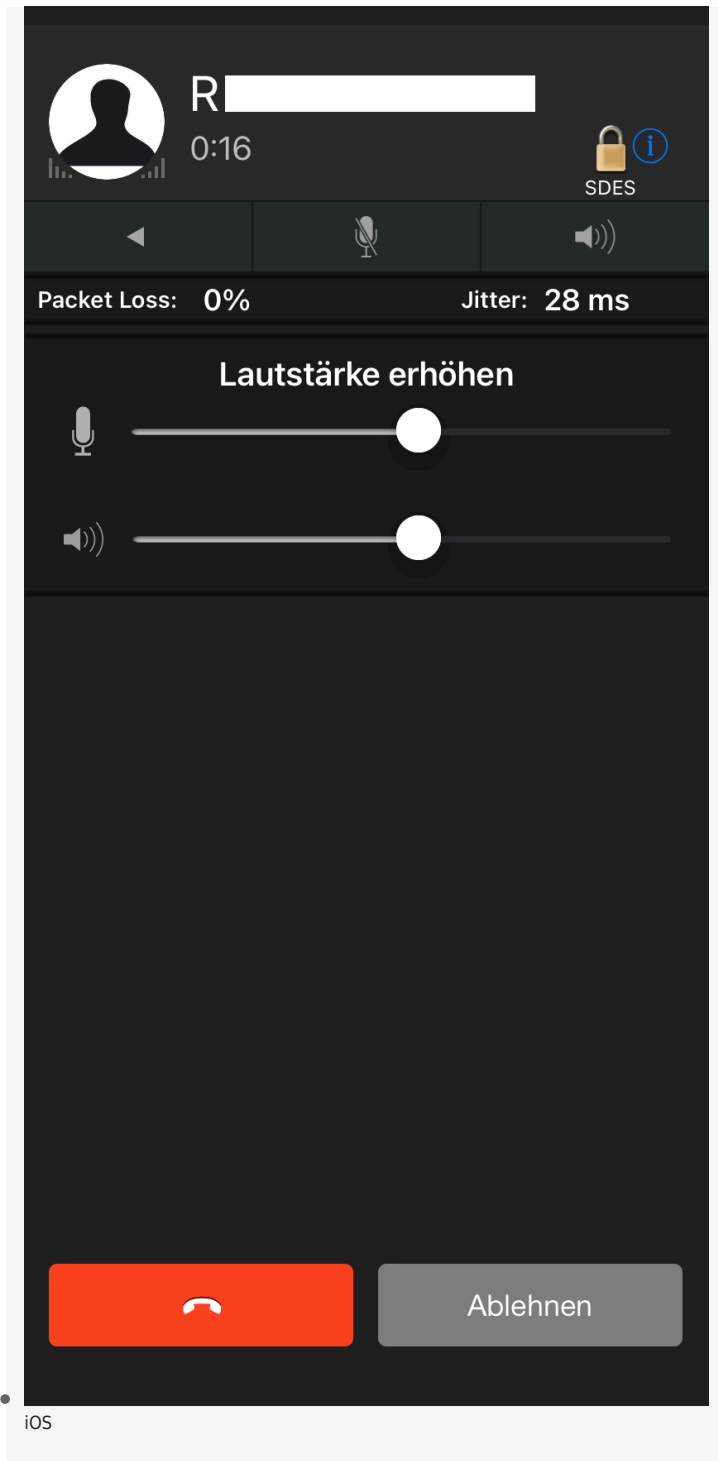 R
0:16
SDES
Packet Loss: 0% Jitter: 28 ms
Lautstärke erhöhen
Ablehnen
iOS